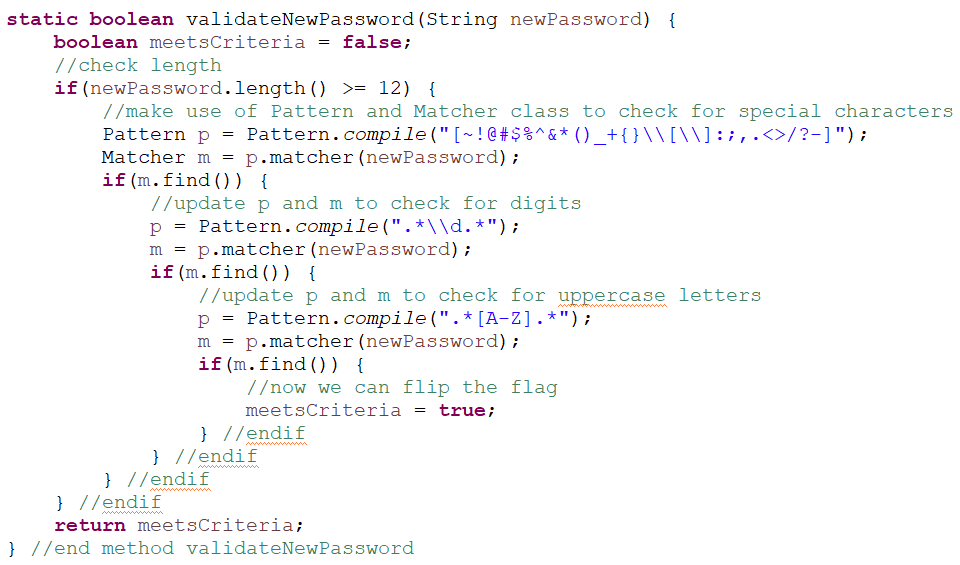 static boolean validateNewPassword(String newPassword) {
    boolean meetsCriteria = false;
    //check length
    if(newPassword.length() >= 12) {
        //make use of Pattern and Matcher class to check for special characters
        Pattern p = Pattern.compile("[~!@#$%^&*()_+{}\\[\\]:;,.<>/?-]");
        Matcher m = p.matcher(newPassword);
        if(m.find()) {
            //update p and m to check for digits
            p = Pattern.compile(".*\\d.*");
            m = p.matcher(newPassword);
            if(m.find()) {
                //update p and m to check for uppercase letters
                p = Pattern.compile(".*[A-Z].*");
                m = p.matcher(newPassword);
                if(m.find()) {
                    //now we can flip the flag
                    meetsCriteria = true;
                } //endif
            } //endif
        } //endif
    } //endif
    return meetsCriteria;
} //end method validateNewPassword